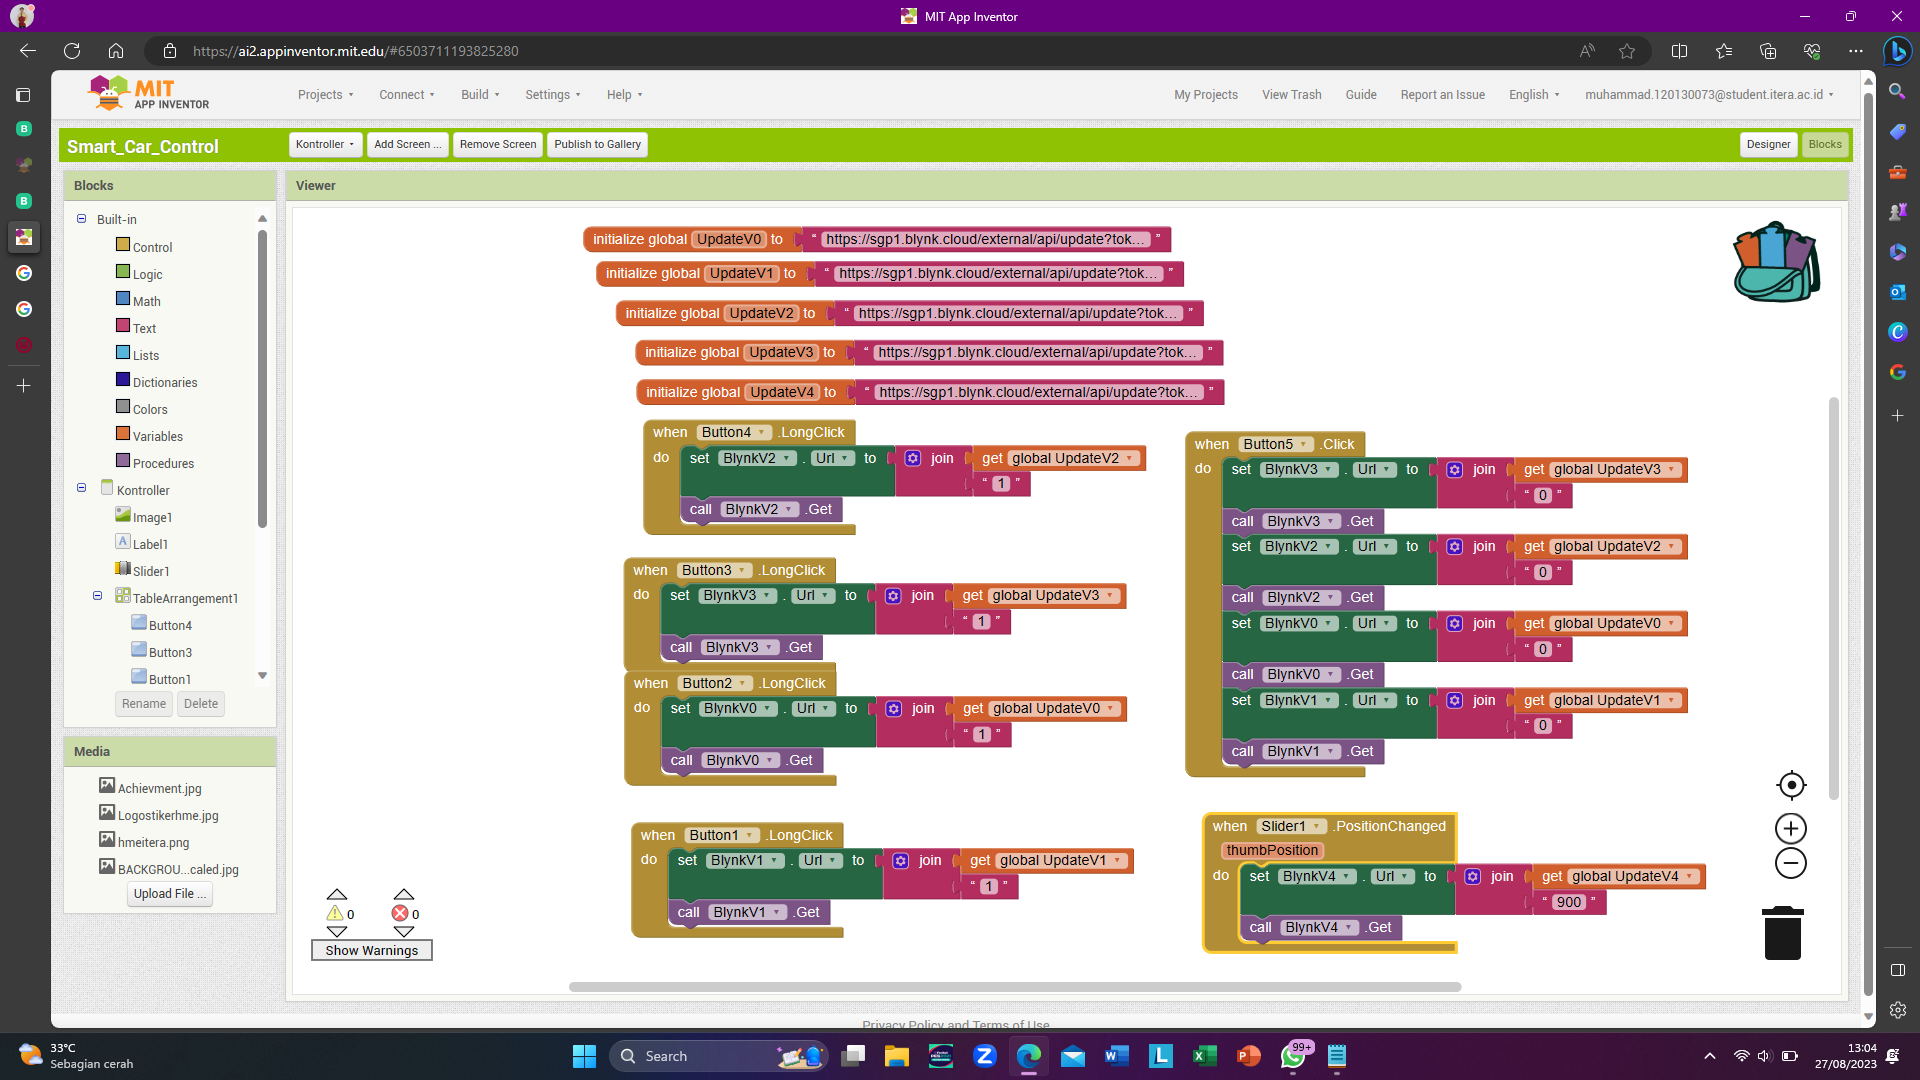 MIT App Inventor
https://ai2.appinventor.mit.edu/#6503711193825280
MIT
APP INVENTOR
Projects
Connect
Build
Settings
Help
My Projects
View Trash
Guide
Report an Issue
English
muhammad.120130073@student.itera.ac.id
Smart_Car_Control
Kontroller
Add Screen ...
Remove Screen
Publish to Gallery
Designer
Blocks
Blocks
Built-in
Control
Logic
Math
Text
Lists
Dictionaries
Colors
Variables
Procedures
Kontroller
Image1
Label1
Slider1
TableArrangement1
Button4
Button3
Button1
Rename
Delete
Media
Achievment.jpg
Logostikerhme.jpg
hmeitera.png
BACKGROU...caled.jpg
Upload File ...
Viewer
initialize global UpdateV0 to “ https://sgp1.blynk.cloud/external/api/update?tok... ”
initialize global UpdateV1 to “ https://sgp1.blynk.cloud/external/api/update?tok... ”
initialize global UpdateV2 to “ https://sgp1.blynk.cloud/external/api/update?tok... ”
initialize global UpdateV3 to “ https://sgp1.blynk.cloud/external/api/update?tok... ”
initialize global UpdateV4 to “ https://sgp1.blynk.cloud/external/api/update?tok... ”
when Button4 .LongClick
do set BlynkV2 . Url to join get global UpdateV2
“ 1 ”
call BlynkV2 .Get
when Button3 .LongClick
do set BlynkV3 . Url to join get global UpdateV3
“ 1 ”
call BlynkV3 .Get
when Button2 .LongClick
do set BlynkV0 . Url to join get global UpdateV0
“ 1 ”
call BlynkV0 .Get
when Button1 .LongClick
do set BlynkV1 . Url to join get global UpdateV1
“ 1 ”
call BlynkV1 .Get
when Button5 .Click
do set BlynkV3 . Url to join get global UpdateV3
“ 0 ”
call BlynkV3 .Get
set BlynkV2 . Url to join get global UpdateV2
“ 0 ”
call BlynkV2 .Get
set BlynkV0 . Url to join get global UpdateV0
“ 0 ”
call BlynkV0 .Get
set BlynkV1 . Url to join get global UpdateV1
“ 0 ”
call BlynkV1 .Get
when Slider1 .PositionChanged
thumbPosition
do set BlynkV4 . Url to join get global UpdateV4
“ 900 ”
call BlynkV4 .Get
0
0
Show Warnings
Privacy Policy and Terms of Use
33°C
Sebagian cerah
Search
99+
13:04
27/08/2023